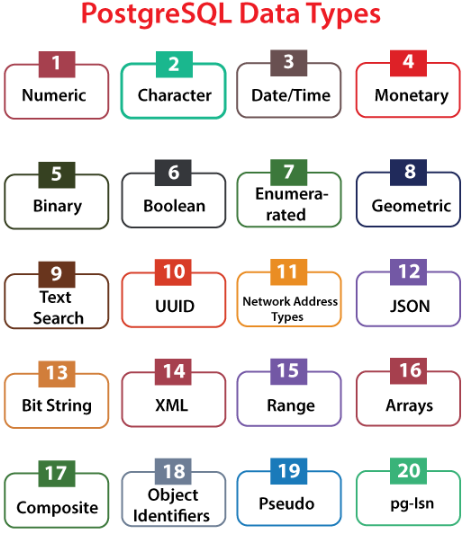 PostgreSQL Data Types
1
Numeric
2
Character
3
Date/Time
4
Monetary
5
Binary
6
Boolean
7
Enumera-
rated
8
Geometric
9
Text
Search
10
UUID
11
Network Address
Types
12
JSON
13
Bit String
14
XML
15
Range
16
Arrays
17
Composite
18
Object
Identifiers
19
Pseudo
20
pg-lsn